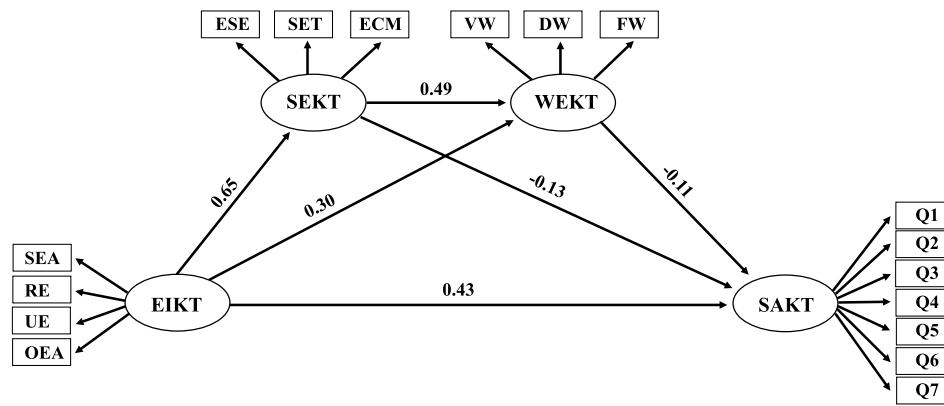 ESE SET ECM VW DW FW
SEKT 0.49 WEKT
0.65 0.30 -0.13 -0.11
SEA
RE
UE
OEA
EIKT 0.43 SAKT
Q1
Q2
Q3
Q4
Q5
Q6
Q7